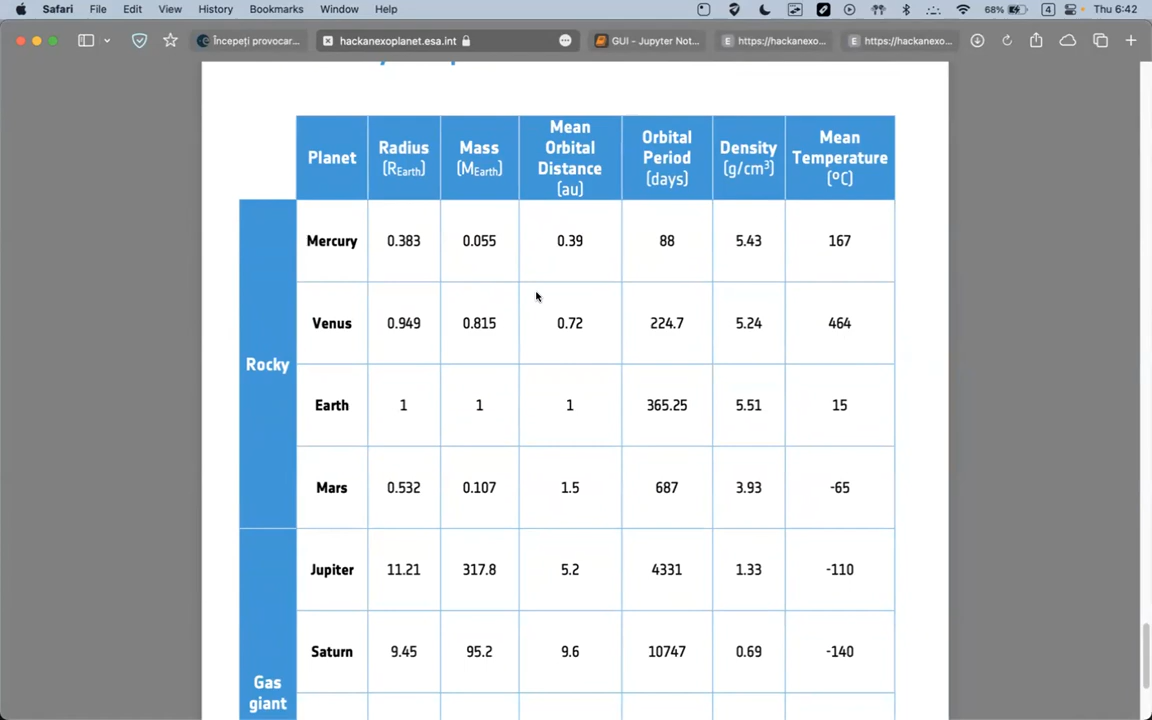 Safari File Edit View History Bookmarks Window Help 68% 4 Thu 6:42
Începeți provocar... hackanexoplanet.esa.int GUI - Jupyter Not... E https://hackanexo... E https://hackanexo...
Planet Radius (REarth) Mass (MEarth) Mean Orbital Distance (au) Orbital Period (days) Density (g/cm³) Mean Temperature (ºC)
Rocky
Mercury 0.383 0.055 0.39 88 5.43 167
Venus 0.949 0.815 0.72 224.7 5.24 464
Earth 1 1 1 365.25 5.51 15
Mars 0.532 0.107 1.5 687 3.93 -65
Gas giant
Jupiter 11.21 317.8 5.2 4331 1.33 -110
Saturn 9.45 95.2 9.6 10747 0.69 -140